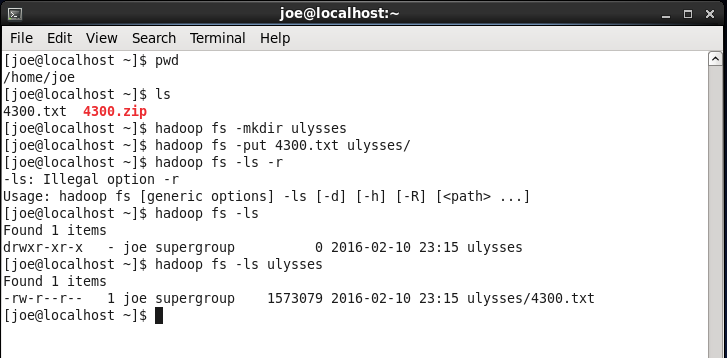 joe@localhost:~
File Edit View Search Terminal Help
[joe@localhost ~]$ pwd
/home/joe
[joe@localhost ~]$ ls
4300.txt  4300.zip
[joe@localhost ~]$ hadoop fs -mkdir ulysses
[joe@localhost ~]$ hadoop fs -put 4300.txt ulysses/
[joe@localhost ~]$ hadoop fs -ls -r
-ls: Illegal option -r
Usage: hadoop fs [generic options] -ls [-d] [-h] [-R] [<path> ...]
[joe@localhost ~]$ hadoop fs -ls
Found 1 items
drwxr-xr-x   - joe supergroup          0 2016-02-10 23:15 ulysses
[joe@localhost ~]$ hadoop fs -ls ulysses
Found 1 items
-rw-r--r--   1 joe supergroup    1573079 2016-02-10 23:15 ulysses/4300.txt
[joe@localhost ~]$